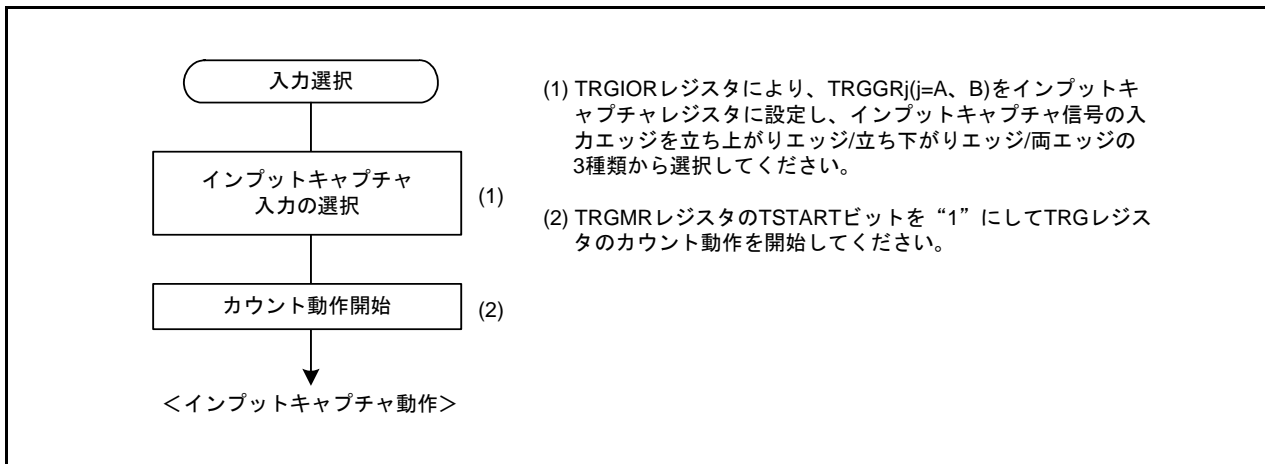 入力選択
インプットキャプチャ
入力の選択
(1)
カウント動作開始
(2)
＜インプットキャプチャ動作＞
(1) TRGIORレジスタにより、TRGGRj(j=A、B)をインプットキ
ャプチャレジスタに設定し、インプットキャプチャ信号の入
力エッジを立ち上がりエッジ/立ち下がりエッジ/両エッジの
3種類から選択してください。
(2) TRGMRレジスタのTSTARTビットを“1”にしてTRGレジス
タのカウント動作を開始してください。